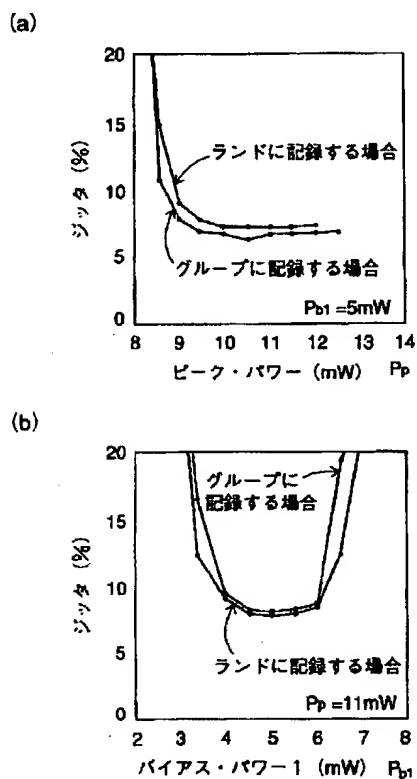 (a)
20
15
10
5
0
ジッタ (%)
ランドに記録する場合
グループに記録する場合
Pb1=5mW
8 9 10 11 12 13 14
ピーク・パワー (mW) Pp
(b)
20
15
10
5
0
ジッタ (%)
グループに
記録する場合
ランドに記録する場合
Pp=11mW
2 3 4 5 6 7 8
バイアス・パワー1 (mW) Pb1